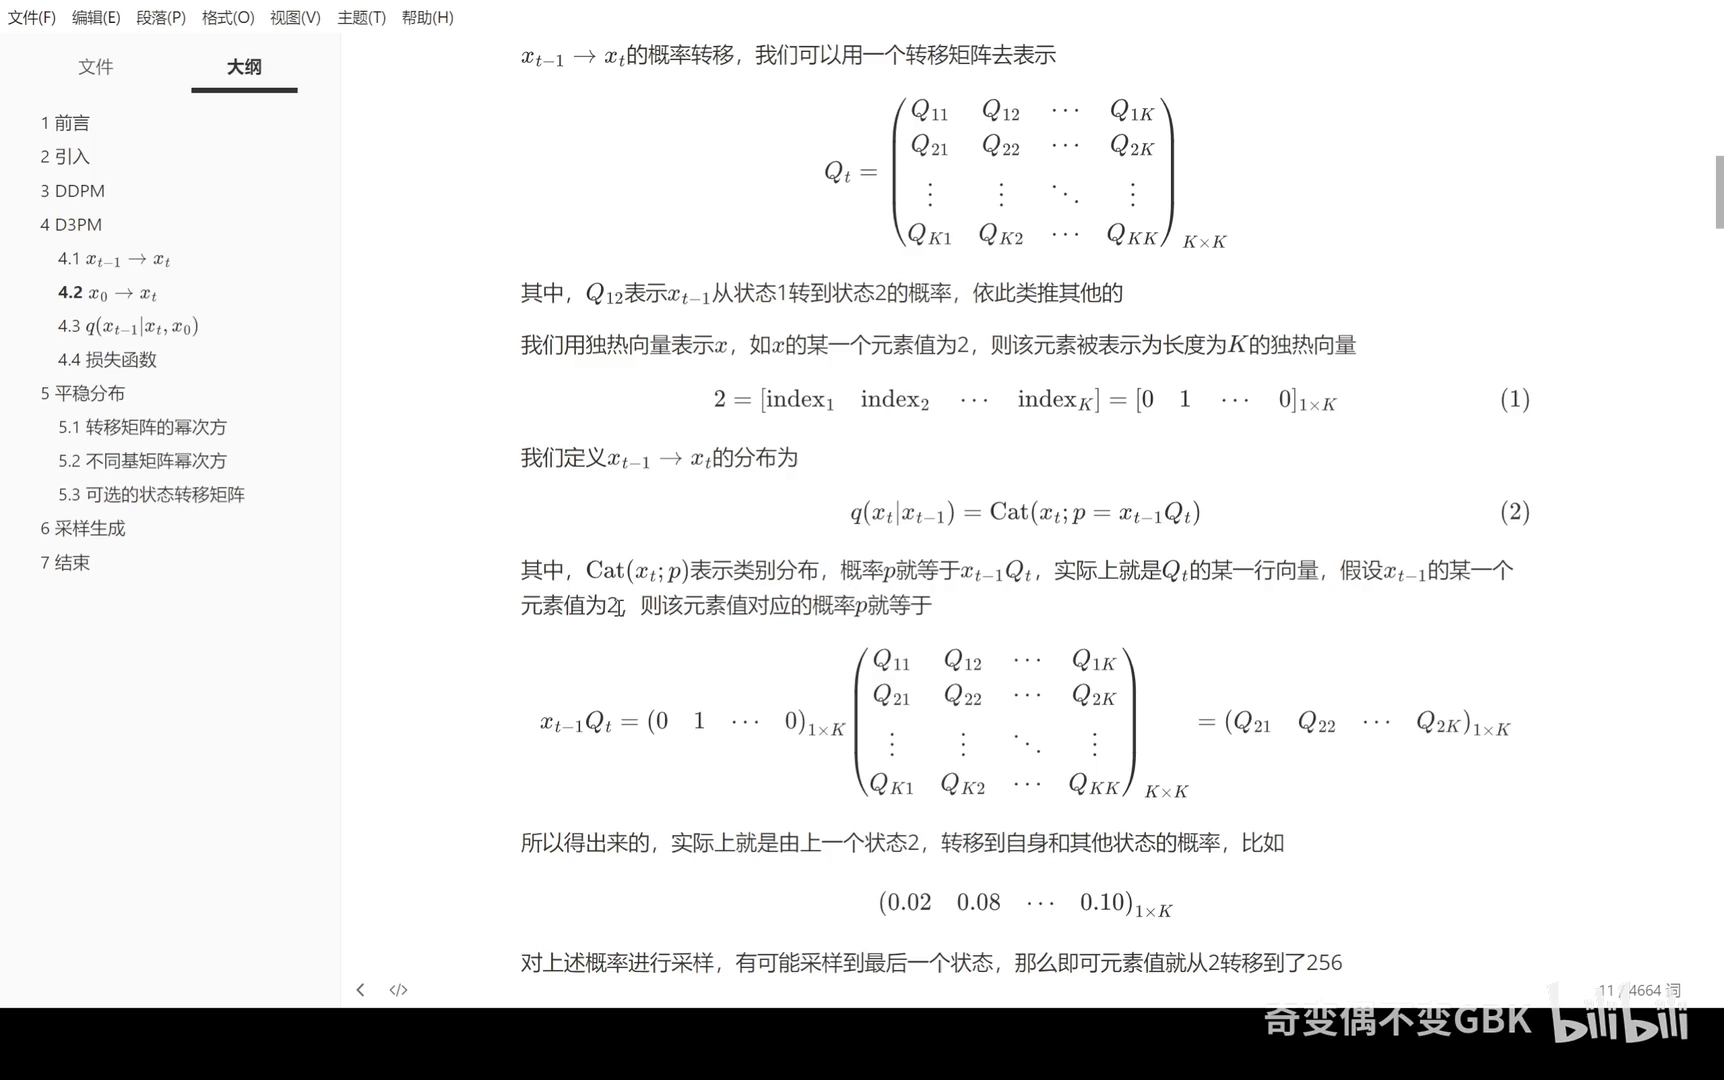 文件(F) 编辑(E) 段落(P) 格式(O) 视图(V) 主题(T) 帮助(H)
文件 大纲
1 前言
2 引入
3 DDPM
4 D3PM
4.1 x_{t−1} → x_t
4.2 x_0 → x_t
4.3 q(x_{t−1}|x_t, x_0)
4.4 损失函数
5 平稳分布
5.1 转移矩阵的幂次方
5.2 不同基矩阵幂次方
5.3 可选的状态转移矩阵
6 采样生成
7 结束
x_{t−1} → x_t的概率转移，我们可以用一个转移矩阵去表示
Q_{11} Q_{12} ⋯ Q_{1K}
Q_{21} Q_{22} ⋯ Q_{2K}
Q_t =
⋮ ⋮ ⋱ ⋮
Q_{K1} Q_{K2} ⋯ Q_{KK} K×K
其中，Q_{12}表示x_{t−1}从状态1转到状态2的概率，依此类推其他的
我们用独热向量表示x，如x的某一个元素值为2，则该元素被表示为长度为K的独热向量
2 = [index_1 index_2 ⋯ index_K] = [0 1 ⋯ 0]_{1×K} (1)
我们定义x_{t−1} → x_t的分布为
q(x_t|x_{t−1}) = Cat(x_t; p = x_{t−1}Q_t) (2)
其中，Cat(x_t; p)表示类别分布，概率p就等于x_{t−1}Q_t，实际上就是Q_t的某一行向量，假设x_{t−1}的某一个
元素值为2，则该元素值对应的概率p就等于
Q_{11} Q_{12} ⋯ Q_{1K}
Q_{21} Q_{22} ⋯ Q_{2K}
x_{t−1}Q_t = (0 1 ⋯ 0)_{1×K} = (Q_{21} Q_{22} ⋯ Q_{2K})_{1×K}
⋮ ⋮ ⋱ ⋮
Q_{K1} Q_{K2} ⋯ Q_{KK} K×K
所以得出来的，实际上就是由上一个状态2，转移到自身和其他状态的概率，比如
(0.02 0.08 ⋯ 0.10)_{1×K}
对上述概率进行采样，有可能采样到最后一个状态，那么即可元素值就从2转移到了256
< </> 11 / 4664 词
奇变偶不变GBK bilibili